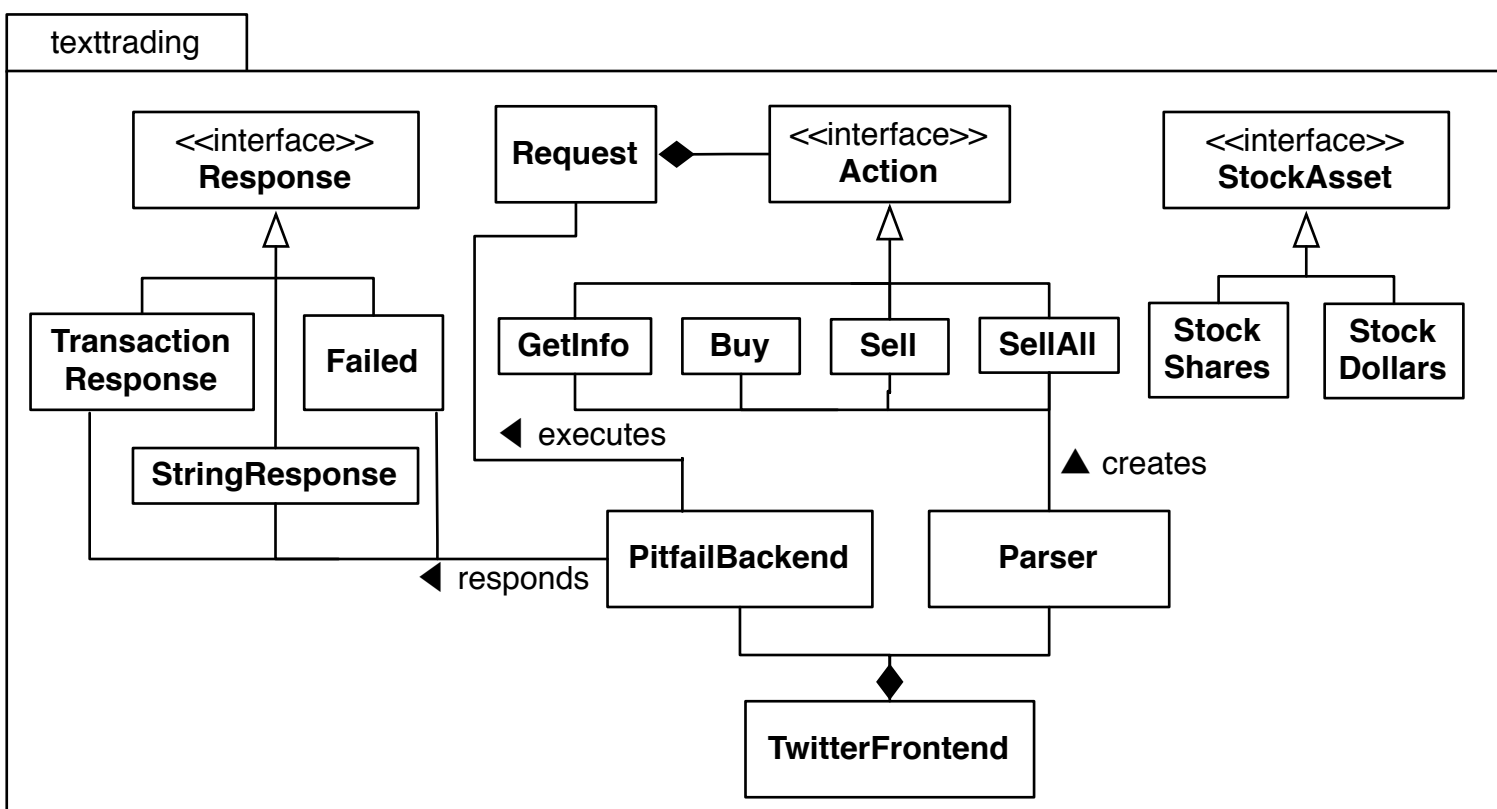 texttrading
<<interface>>
Response
Request
<<interface>>
Action
<<interface>>
StockAsset
Transaction
Response
Failed
GetInfo
Buy
Sell
SellAll
Stock
Shares
Stock
Dollars
executes
StringResponse
creates
PitfailBackend
Parser
responds
TwitterFrontend